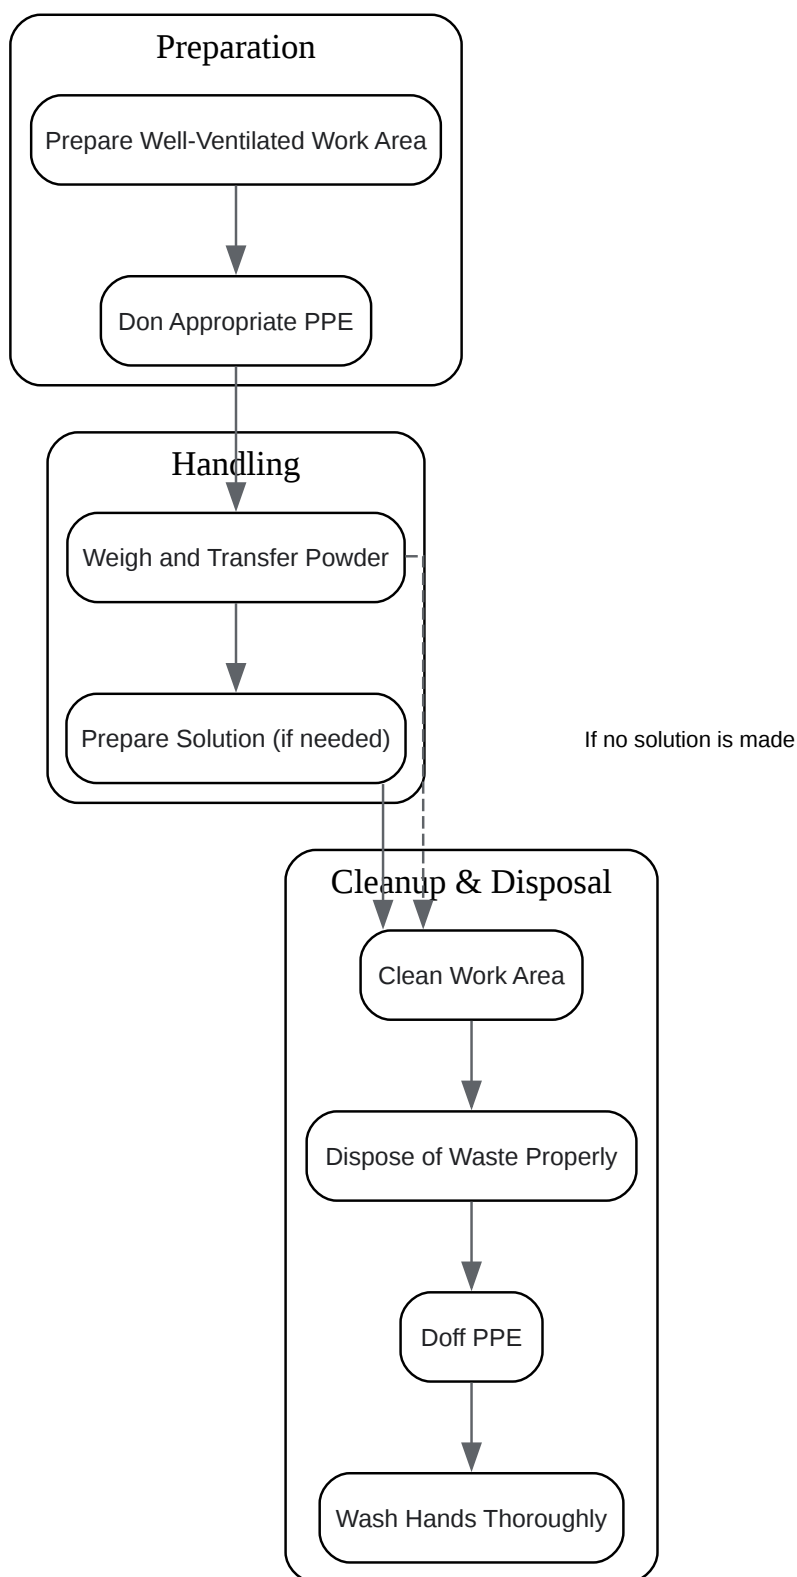 Preparation
Prepare Well-Ventilated Work Area
Don Appropriate PPE
Handling
Weigh and Transfer Powder
Prepare Solution (if needed)
If no solution is made
Cleanup & Disposal
Clean Work Area
Dispose of Waste Properly
Doff PPE
Wash Hands Thoroughly